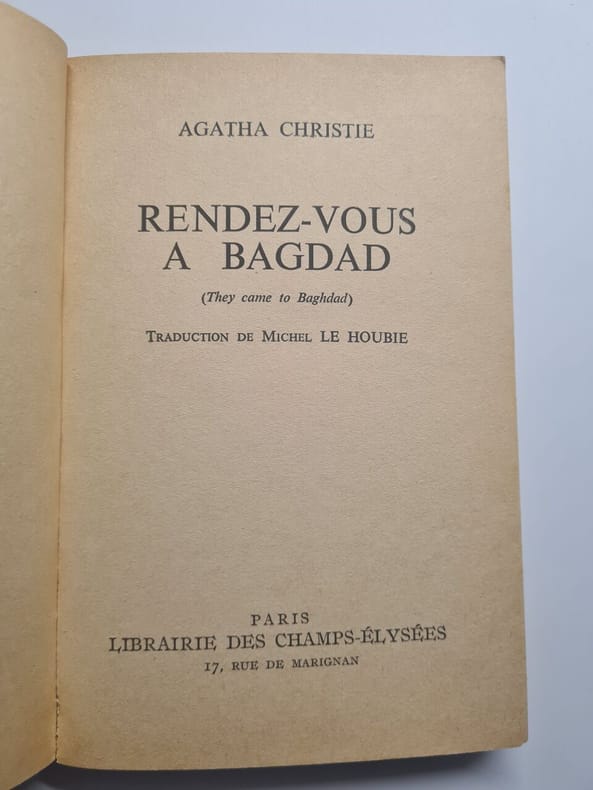 AGATHA CHRISTIE
RENDEZ-VOUS
A BAGDAD
(They came to Baghdad)
TRADUCTION DE MICHEL LE HOUBIE
PARIS
LIBRAIRIE DES CHAMPS-ÉLYSÉES
17, RUE DE MARIGNAN